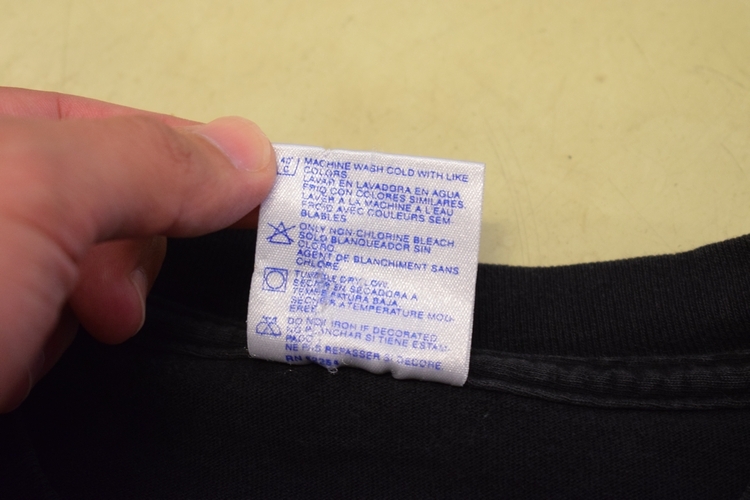 40°
C
MACHINE WASH COLD WITH LIKE
COLORS.
LAVAR EN LAVADORA EN AGUA
FRIO CON COLORES SIMILARES.
LAVER A LA MACHINE A L'EAU
FROID AVEC COULEURS SEM-
BLABLES.
ONLY NON-CHLORINE BLEACH
SOLO BLANQUEADOR SIN
CLORO.
AGENT DE BLANCHIMENT SANS
CHLORE.
TUMBLE DRY LOW.
SECAR EN SECADORA A
TEMPERATURA BAJA
SECHER A TEMPERATURE MOD-
EREE.
DO NOT IRON IF DECORATED.
NO PLANCHAR SI TIENE ESTAM-
PADO.
NE PAS REPASSER SI DECORE.
RN